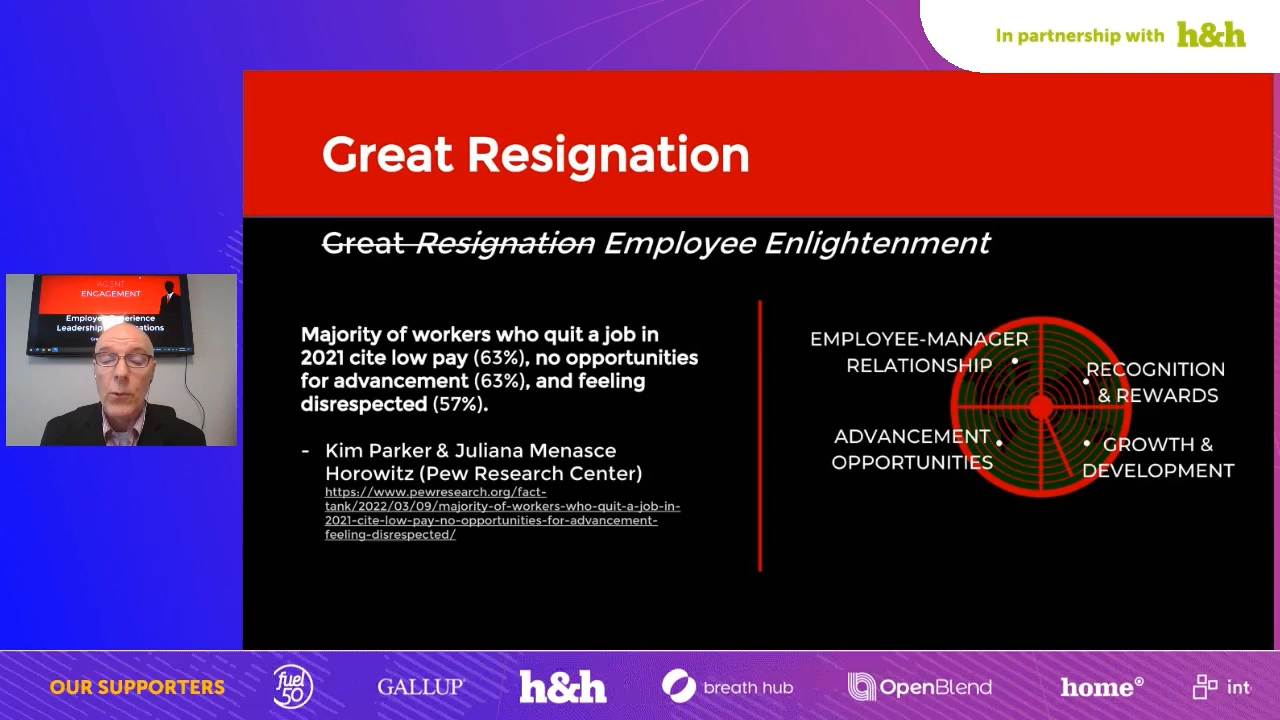 In partnership with h&h
Great Resignation
Great Resignation Employee Enlightenment
AGENT
ENGAGEMENT
Majority of workers who quit a job in
2021 cite low pay (63%), no opportunities
for advancement (63%), and feeling
disrespected (57%).
- Kim Parker & Juliana Menasce
Horowitz (Pew Research Center)
https://www.pewresearch.org/fact-
tank/2022/03/09/majority-of-workers-who-quit-a-job-in-
2021-cite-low-pay-no-opportunities-for-advancement-
feeling-disrespected/
EMPLOYEE-MANAGER
RELATIONSHIP
RECOGNITION
& REWARDS
ADVANCEMENT
OPPORTUNITIES
GROWTH &
DEVELOPMENT
OUR SUPPORTERS
fuel
50
GALLUP
h&h
breath hub
OpenBlend
home
int